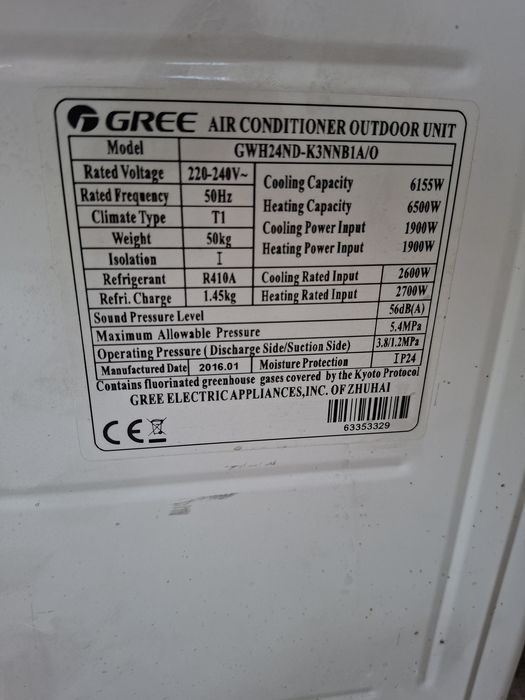 GREE AIR CONDITIONER OUTDOOR UNIT
Model GWH24ND-K3NNB1A/O
Rated Voltage 220-240V~ Cooling Capacity 6155W
Rated Frequency 50Hz Heating Capacity 6500W
Climate Type T1 Cooling Power Input 1900W
Weight 50kg Heating Power Input 1900W
Isolation I
Refrigerant R410A Cooling Rated Input 2600W
Refri. Charge 1.45kg Heating Rated Input 2700W
Sound Pressure Level 56dB(A)
Maximum Allowable Pressure 5.4MPa
Operating Pressure ( Discharge Side/Suction Side) 3.8/1.2MPa
Manufactured Date 2016.01 Moisture Protection IP24
Contains fluorinated greenhouse gases covered by the Kyoto Protocol
GREE ELECTRIC APPLIANCES,INC. OF ZHUHAI
CE
63353329